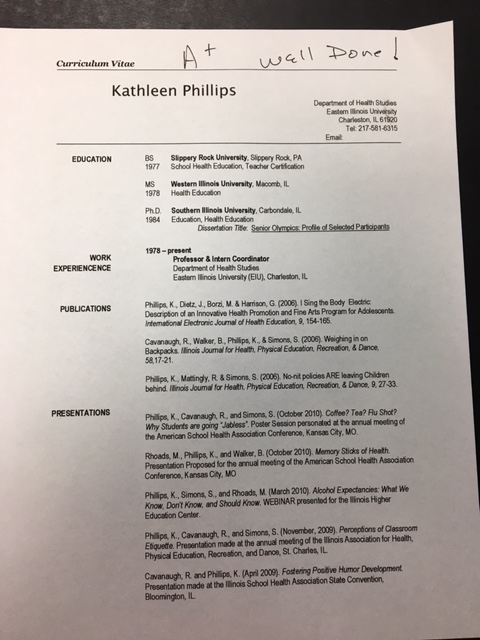 A+ Well Done!
Curriculum Vitae
Kathleen Phillips
Department of Health Studies
Eastern Illinois University
Charleston, IL 61920
Tel: 217-581-6315
Email:
EDUCATION
BS Slippery Rock University, Slippery Rock, PA
1977 School Health Education, Teacher Certification
MS Western Illinois University, Macomb, IL
1978 Health Education
Ph.D. Southern Illinois University, Carbondale, IL
1984 Education, Health Education
Dissertation Title: Senior Olympics: Profile of Selected Participants
WORK EXPERIENCENCE
1978 – present
Professor & Intern Coordinator
Department of Health Studies
Eastern Illinois University (EIU), Charleston, IL
PUBLICATIONS
Phillips, K., Dietz, J., Borzi, M. & Harrison, G. (2006). I Sing the Body Electric:
Description of an Innovative Health Promotion and Fine Arts Program for Adolescents.
International Electronic Journal of Health Education, 9, 154-165.
Cavanaugh, R., Walker, B., Phillips, K., & Simons, S. (2006). Weighing in on
Backpacks. Illinois Journal for Health, Physical Education, Recreation, & Dance,
58,17-21.
Phillips, K., Mattingly, R. & Simons, S. (2006). No-nit policies ARE leaving Children
behind. Illinois Journal for Health, Physical Education, Recreation, & Dance, 9. 27-33.
PRESENTATIONS
Phillips, K., Cavanaugh, R., and Simons, S. (October 2010). Coffee? Tea? Flu Shot?
Why Students are going "Jabless". Poster Session personated at the annual meeting of
the American School Health Association Conference, Kansas City, MO.
Rhoads, M., Phillips, K., and Walker, B. (October 2010). Memory Sticks of Health.
Presentation Proposed for the annual meeting of the American School Health Association
Conference, Kansas City, MO
Phillips, K., Simons, S., and Rhoads, M. (March 2010). Alcohol Expectancies: What We
Know, Don't Know, and Should Know. WEBINAR presented for the Illinois Higher
Education Center.
Phillips, K., Cavanaugh, R., and Simons, S. (November, 2009). Perceptions of Classroom
Etiquette. Presentation made at the annual meeting of the Illinois Association for Health,
Physical Education, Recreation, and Dance, St. Charles, IL.
Cavanaugh, R. and Phillips, K. (April 2009). Fostering Positive Humor Development.
Presentation made at the Illinois School Health Association State Convention,
Bloomington, IL.